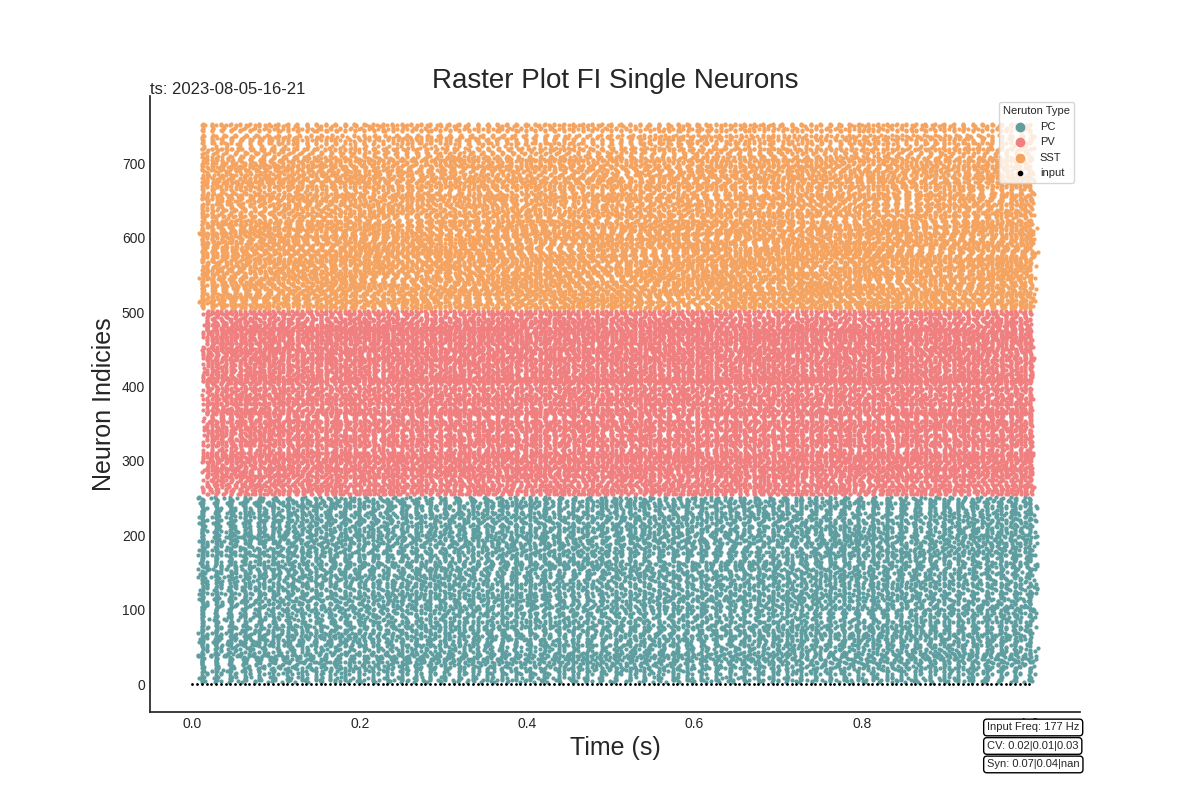 Raster Plot FI Single Neurons
ts: 2023-08-05-16-21
Neruton Type
PC
PV
SST
input
700
600
500
400
300
200
100
0
Neuron Indicies
0.0 0.2 0.4 0.6 0.8
Time (s)
Input Freq: 177 Hz
CV: 0.02|0.01|0.03
Syn: 0.07|0.04|nan